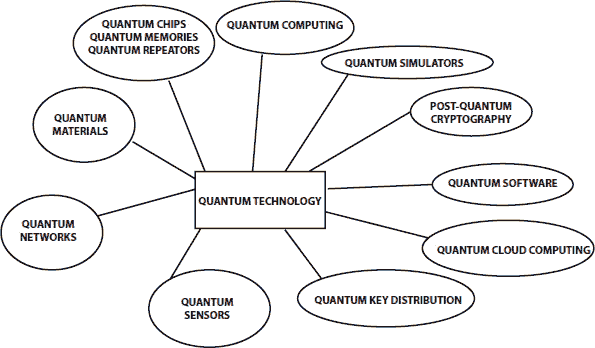 QUANTUM CHIPS
QUANTUM MEMORIES
QUANTUM REPEATORS
QUANTUM COMPUTING
QUANTUM SIMULATORS
POST-QUANTUM
CRYPTOGRAPHY
QUANTUM
MATERIALS
QUANTUM SOFTWARE
QUANTUM TECHNOLOGY
QUANTUM
NETWORKS
QUANTUM CLOUD COMPUTING
QUANTUM
SENSORS
QUANTUM KEY DISTRIBUTION